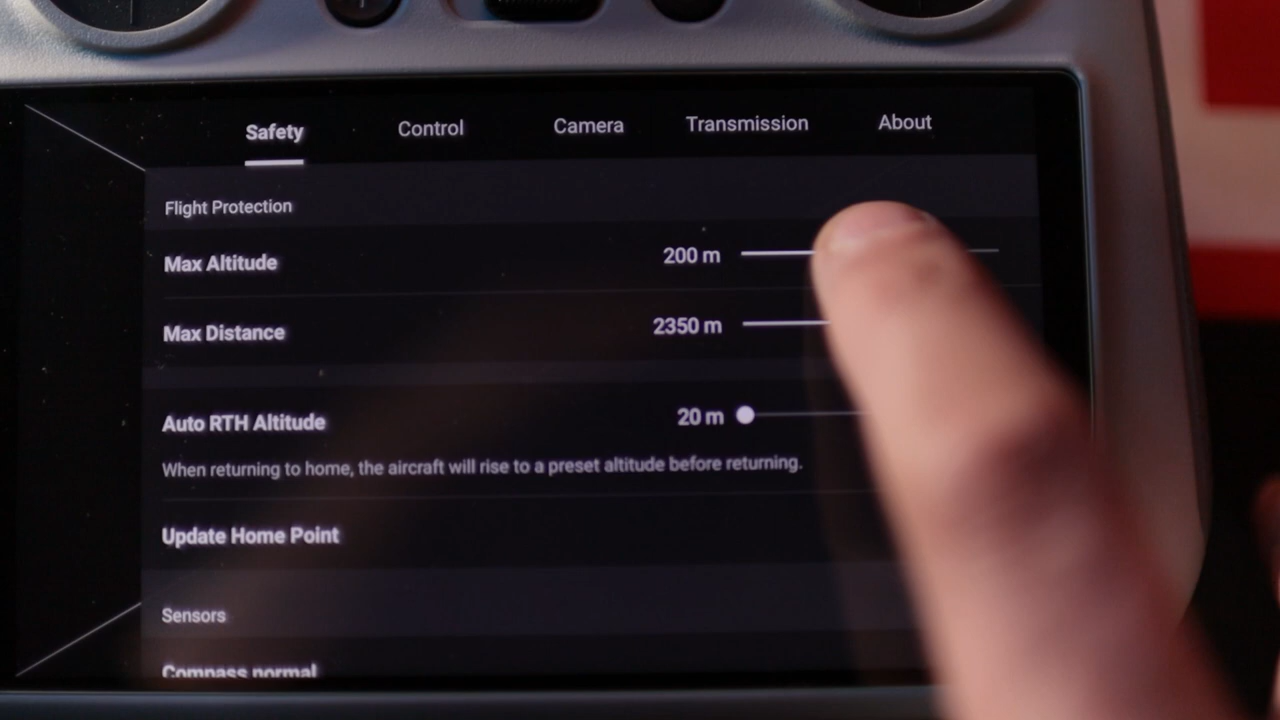 Safety Control Camera Transmission About
Flight Protection
Max Altitude 200 m
Max Distance 2350 m
Auto RTH Altitude 20 m
When returning to home, the aircraft will rise to a preset altitude before returning.
Update Home Point
Sensors
Compass normal